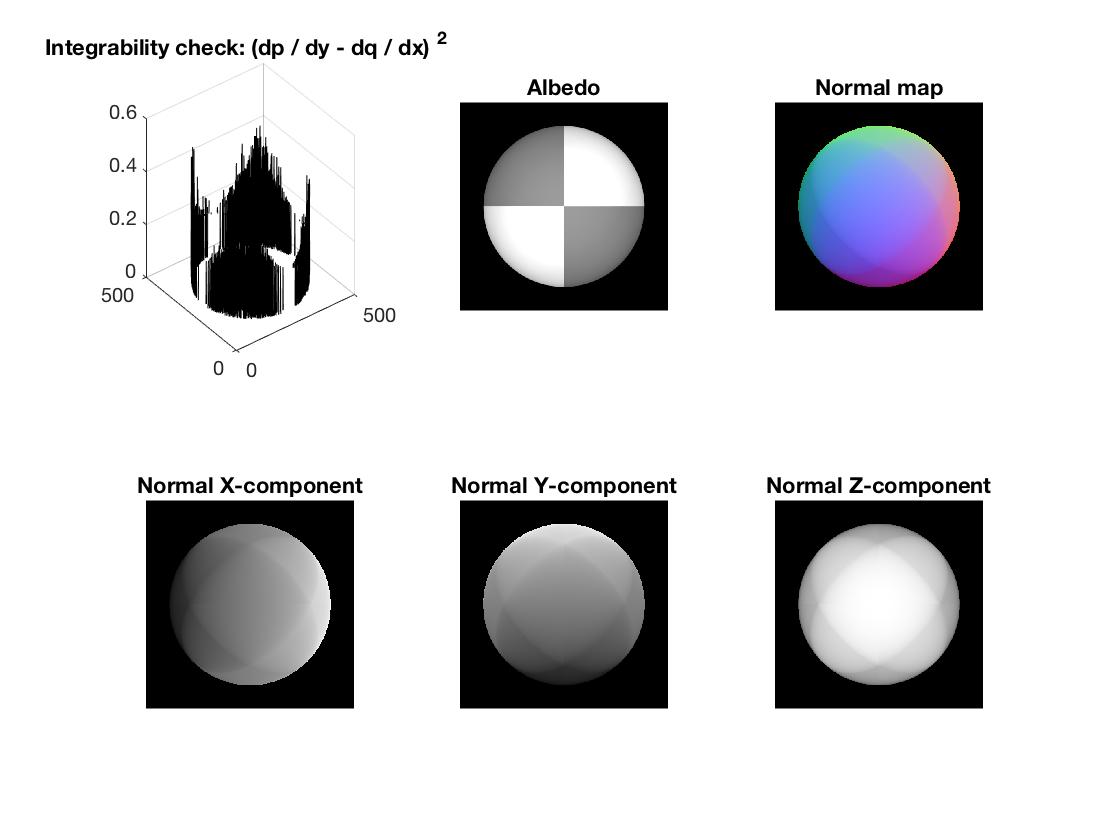 Integrability check: (dp / dy - dq / dx) 2
0.6
0.4
0.2
0
500
0
0
500
Albedo
Normal map
Normal X-component
Normal Y-component
Normal Z-component